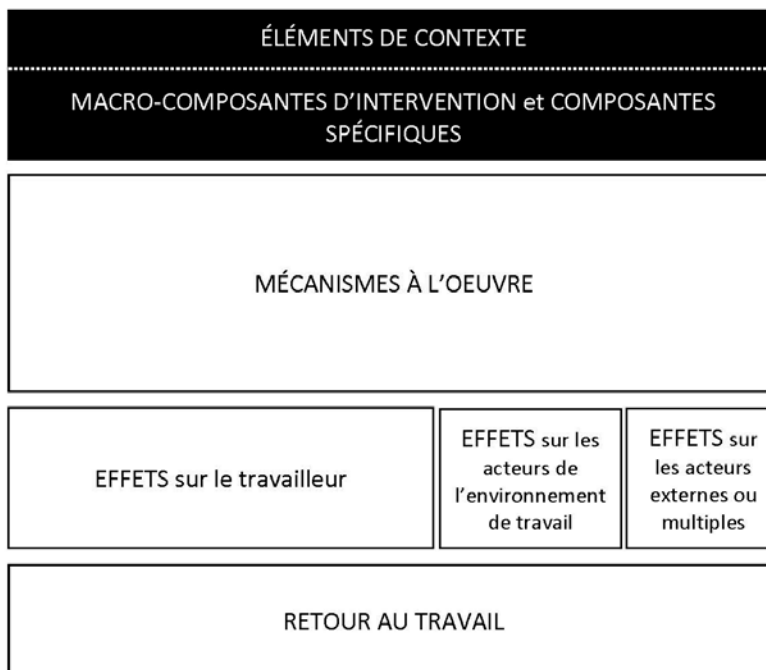 ÉLÉMENTS DE CONTEXTE
MACRO-COMPOSANTES D'INTERVENTION et COMPOSANTES
SPÉCIFIQUES
MÉCANISMES À L'OEUVRE
EFFETS sur le travailleur
EFFETS sur les
acteurs de
l'environnement
de travail
EFFETS sur
les acteurs
externes ou
multiples
RETOUR AU TRAVAIL